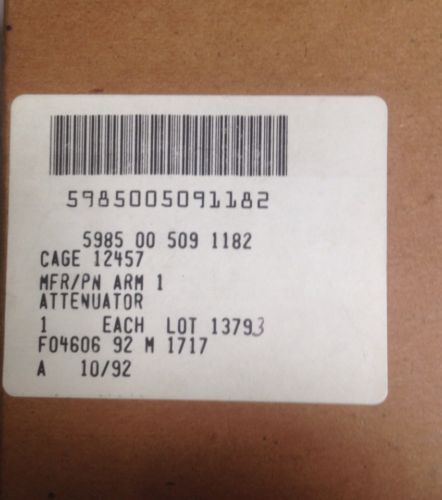 5985005091182
5985 00 509 1182
CAGE 12457
MFR/PN ARM 1
ATTENUATOR
1 EACH LOT 13793
F04606 92 M 1717
A 10/92